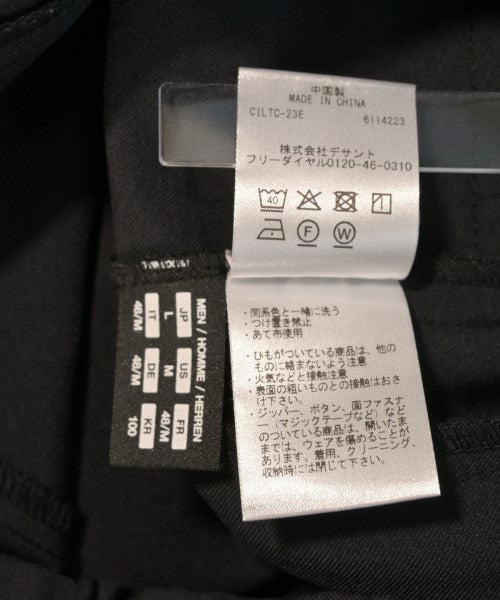 中国製
MADE IN CHINA
CILTC-23E 6114223
株式会社デサント
フリーダイヤル0120-46-0310
40
F W
・同系色と一緒に洗う
・つけ置き禁止
・あて布使用
・ひもがついている商品は、他の
ものに絡まないよう注意
・火気などと接触注意
・表面の粗いものとの接触はおさ
け下さい。
・ジッパー、ボタン、面ファスナ
ー（マジックテープなど）など
のついている商品は、開いたま
までは、ウェアを傷めることが
あります。着用、クリーニング、
収納時には閉じて下さい。
MEN / HOMME / HERREN
JP US FR
L M 48/M
IT DE KR
48/M 48/M 100